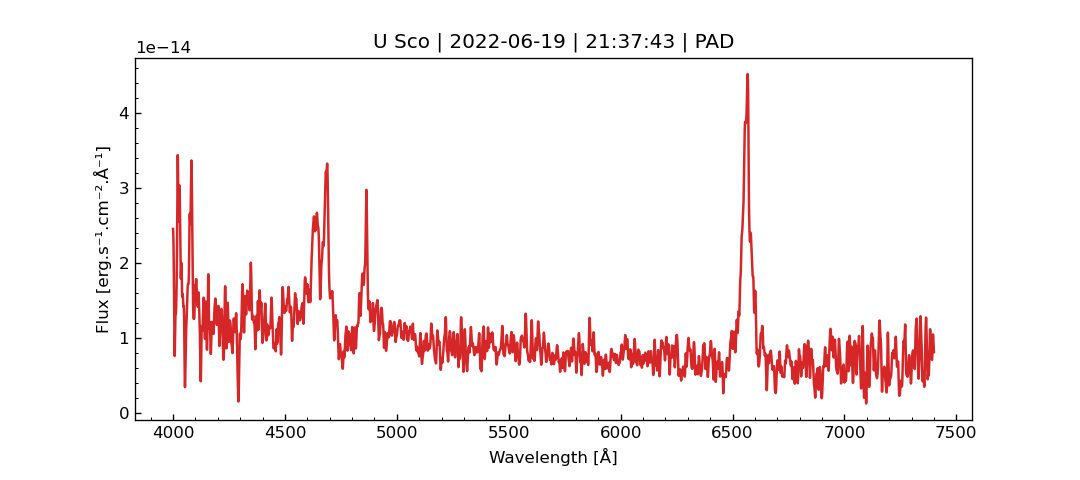 U Sco | 2022-06-19 | 21:37:43 | PAD
1e−14
4
3
2
1
0
Flux [erg.s⁻¹.cm⁻².Å⁻¹]
4000 4500 5000 5500 6000 6500 7000 7500
Wavelength [Å]